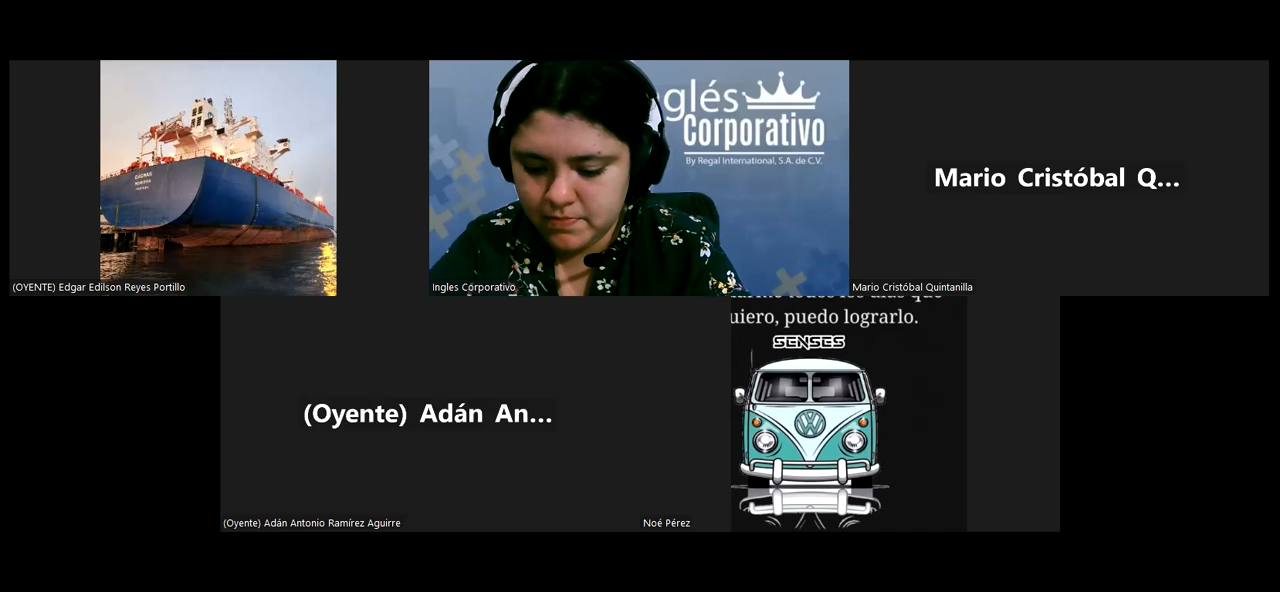 glés
Corporativo
By Regal International, S.A. de C.V.
Mario Cristóbal Q...
(OYENTE) Edgar Edilson Reyes Portillo
Ingles Corporativo
Mario Cristóbal Quintanilla
uiero, puedo lograrlo.
SENSES
(Oyente) Adán An...
(Oyente) Adán Antonio Ramírez Aguirre
Noé Pérez